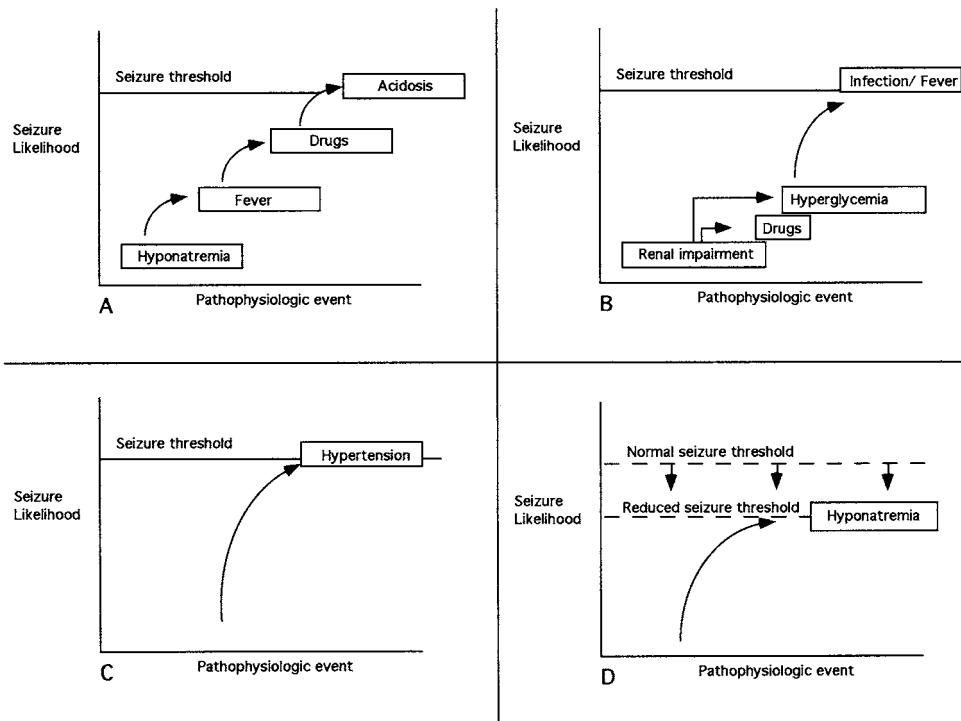 Seizure threshold
Acidosis
Seizure
Likelihood
Drugs
Fever
Hyponatremia
A
Pathophysiologic event
Seizure threshold
Infection/ Fever
Seizure
Likelihood
Hyperglycemia
Drugs
Renal impairment
B
Pathophysiologic event
Seizure threshold
Hypertension
Seizure
Likelihood
C
Pathophysiologic event
Normal seizure threshold
Seizure
Likelihood
Reduced seizure threshold
Hyponatremia
D
Pathophysiologic event